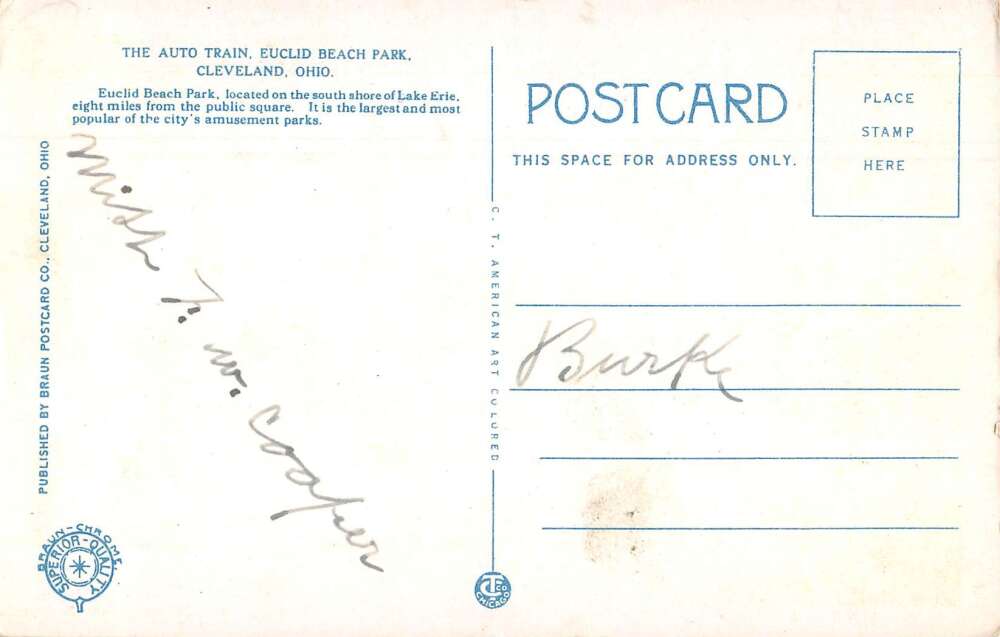 THE AUTO TRAIN, EUCLID BEACH PARK,
CLEVELAND, OHIO.
Euclid Beach Park, located on the south shore of Lake Erie,
eight miles from the public square. It is the largest and most
popular of the city's amusement parks.
PUBLISHED BY BRAUN POSTCARD CO., CLEVELAND, OHIO
BRAUN-CHROME,
SUPERIOR-QUALITY
F. W. Cooper
C. T. AMERICAN ART COLORED
CT CO
CHICAGO
POSTCARD
THIS SPACE FOR ADDRESS ONLY.
PLACE
STAMP
HERE
Burke